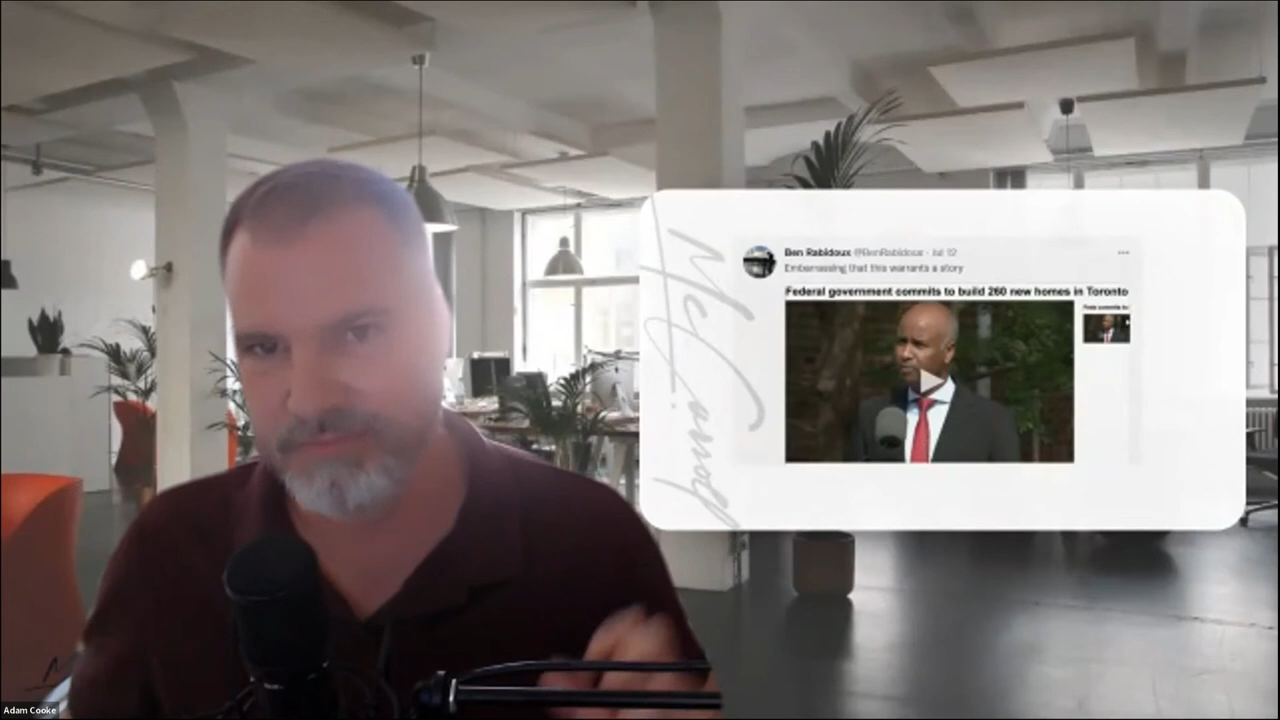 Ben Rabidoux @BenRabidoux · Jul 12
Embarrassing that this warrants a story
Federal government commits to build 260 new homes in Toronto
Adam Cooke